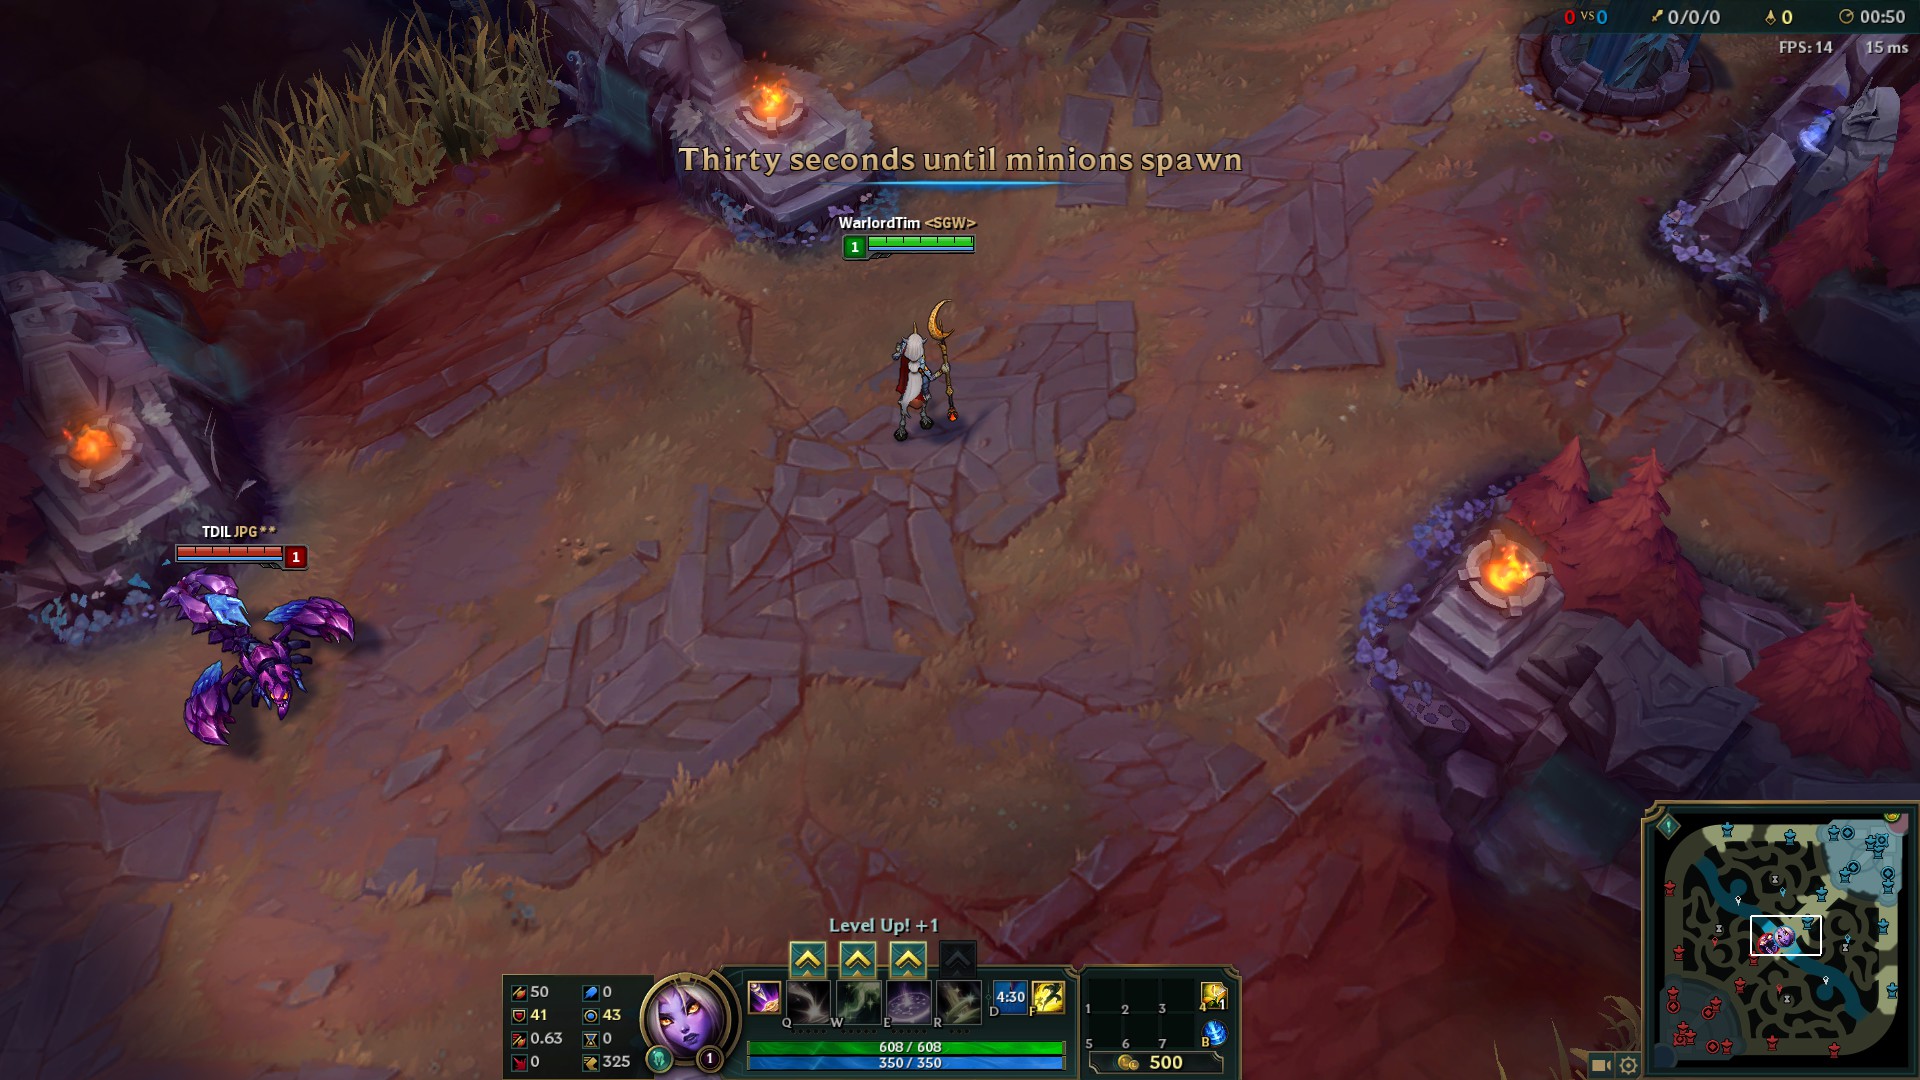 0 VS 0 0/0/0 0 00:50
FPS: 14 15 ms
Thirty seconds until minions spawn
WarlordTim <SGW>
1
TDIL JPG**
1
Level Up! +1
50 0
41 43
0.63 0
0 325
1
Q W E R D F
4:30
608 / 608
350 / 350
1 2 3 4 1
5 6 7 B
500